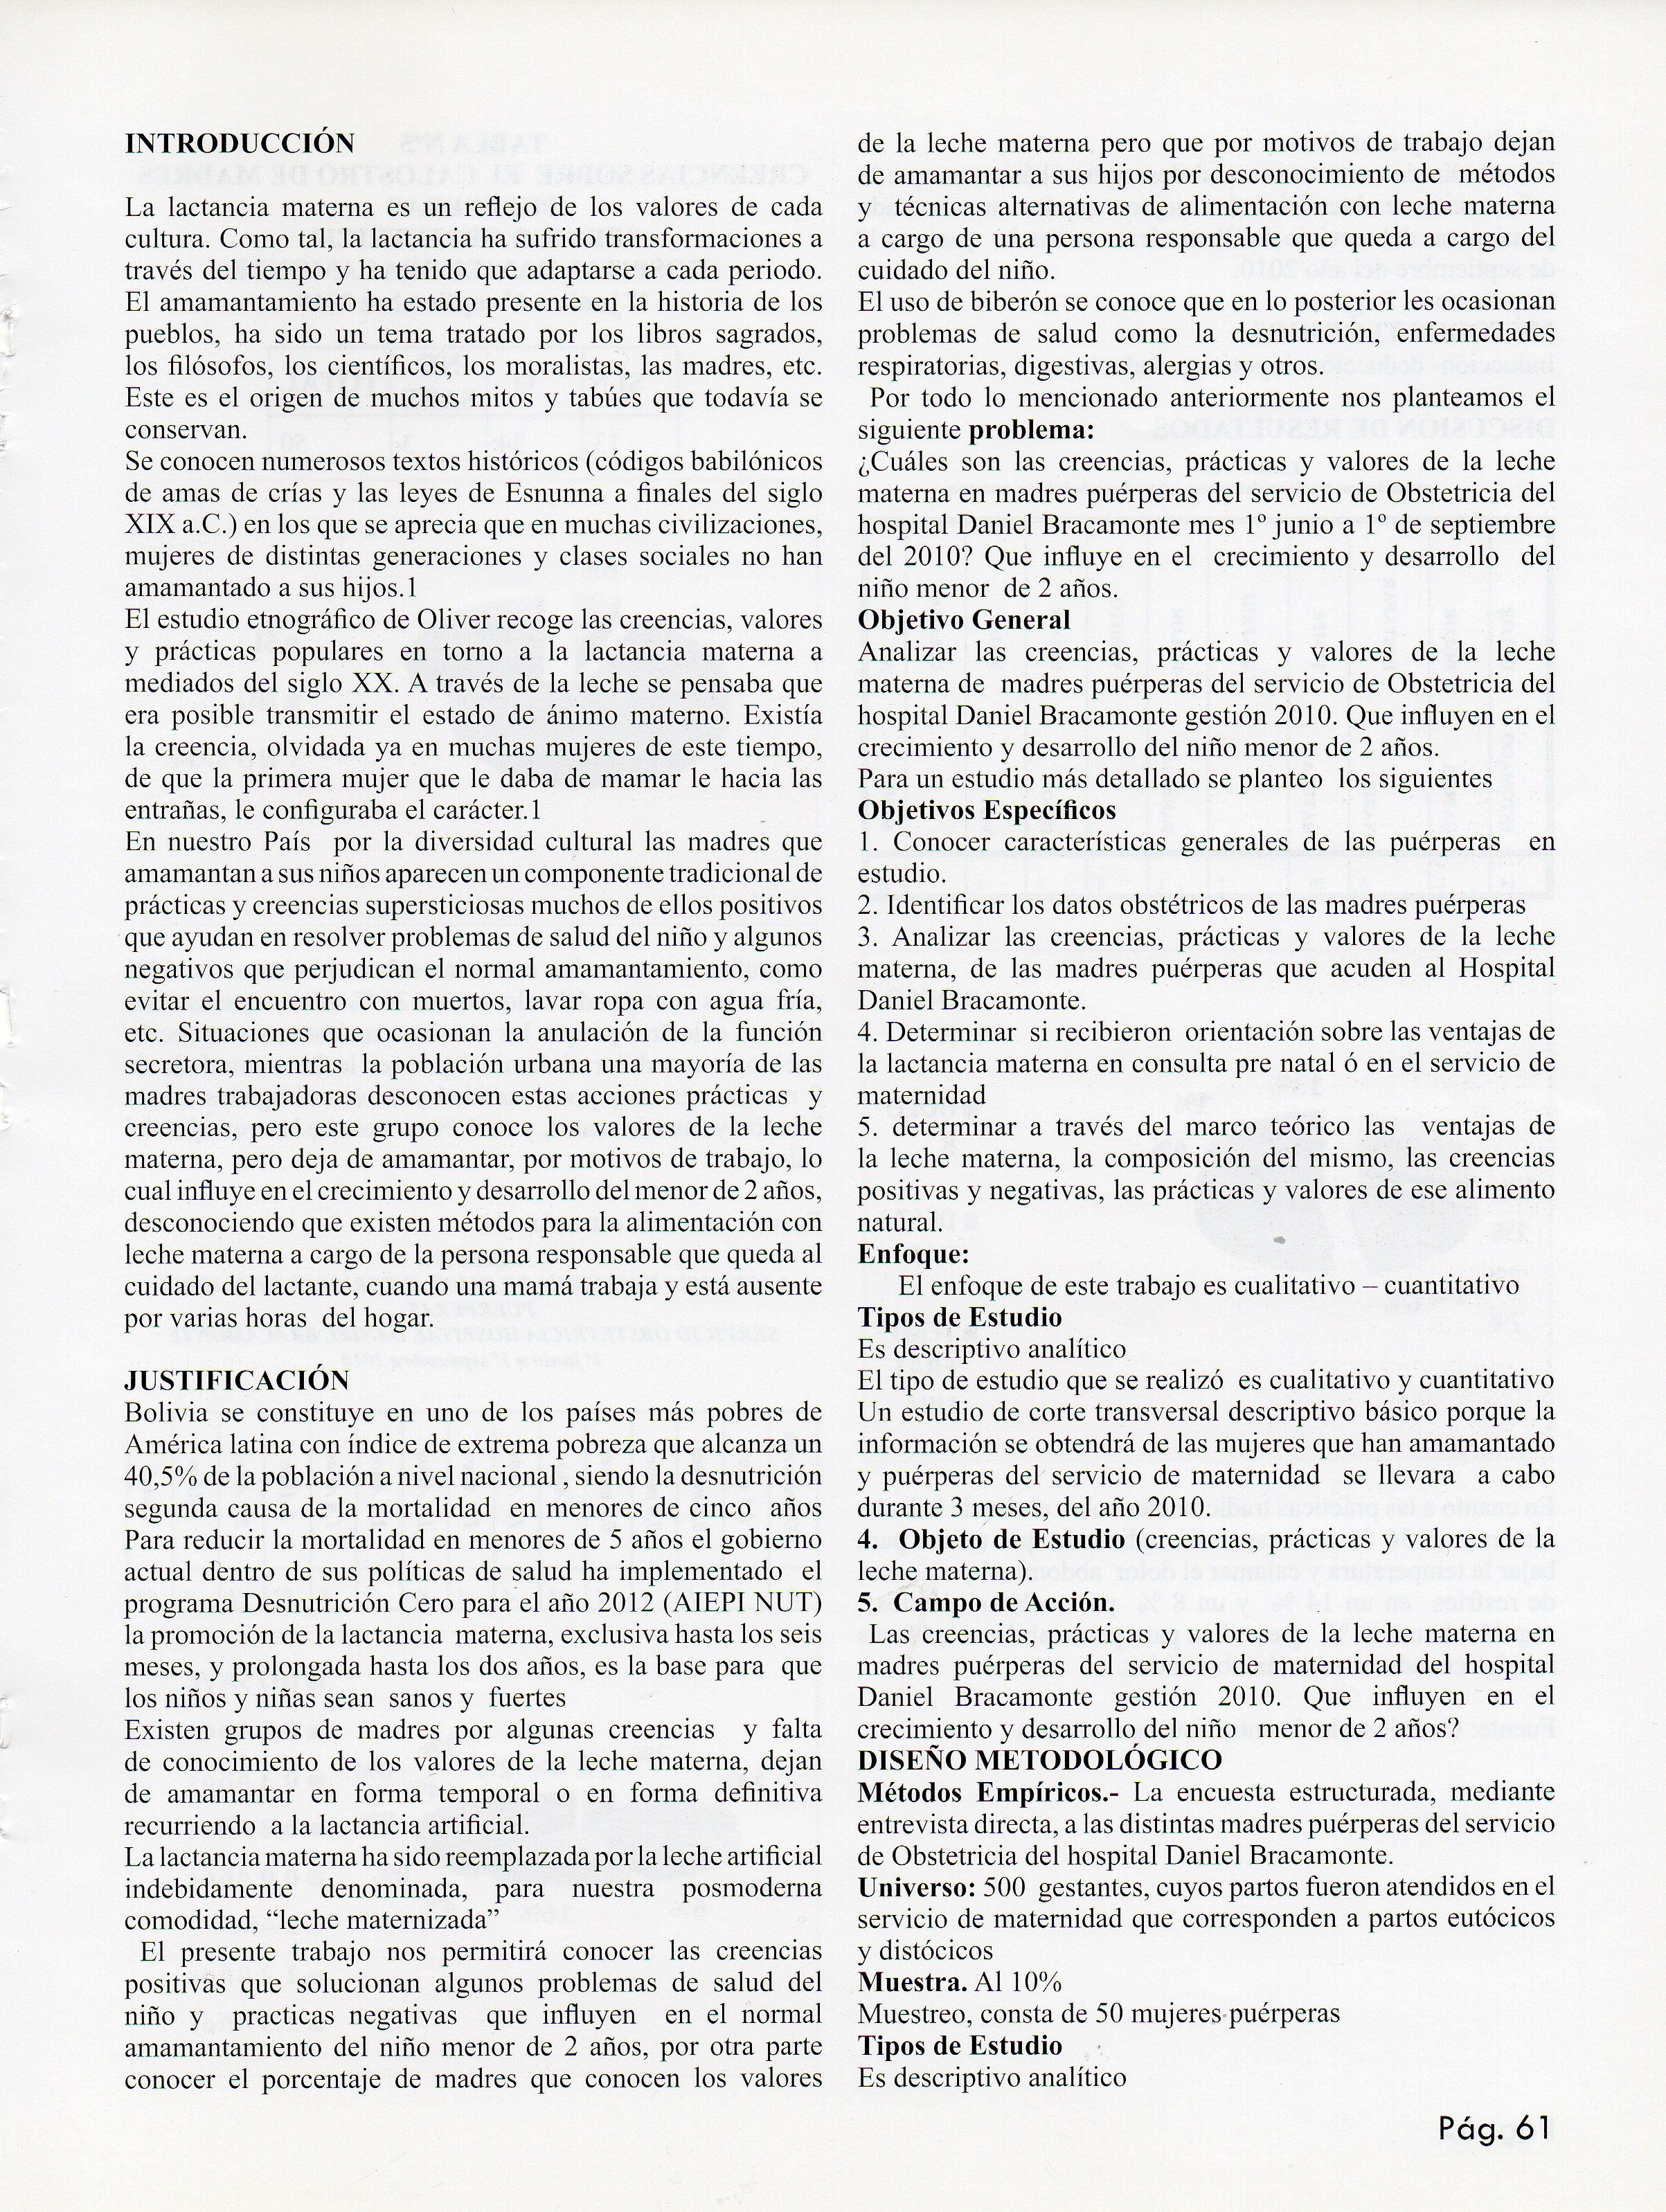 INTRODUCCIÓN
La lactancia materna es un reflejo de los valores de cada
cultura. Como tal, la lactancia ha sufrido transformaciones a
través del tiempo y ha tenido que adaptarse a cada periodo.
El amamantamiento ha estado presente en la historia de los
pueblos, ha sido un tema tratado por los libros sagrados,
los filósofos, los científicos, los moralistas, las madres, etc.
Este es el origen de muchos mitos y tabúes que todavía se
conservan.
Se conocen numerosos textos históricos (códigos babilónicos
de amas de crías y las leyes de Esnunna a finales del siglo
XIX a.C.) en los que se aprecia que en muchas civilizaciones,
mujeres de distintas generaciones y clases sociales no han
amamantado a sus hijos.1
El estudio etnográfico de Oliver recoge las creencias, valores
y prácticas populares en torno a la lactancia materna a
mediados del siglo XX. A través de la leche se pensaba que
era posible transmitir el estado de ánimo materno. Existía
la creencia, olvidada ya en muchas mujeres de este tiempo,
de que la primera mujer que le daba de mamar le hacia las
entrañas, le configuraba el carácter.1
En nuestro País por la diversidad cultural las madres que
amamantan a sus niños aparecen un componente tradicional de
prácticas y creencias supersticiosas muchos de ellos positivos
que ayudan en resolver problemas de salud del niño y algunos
negativos que perjudican el normal amamantamiento, como
evitar el encuentro con muertos, lavar ropa con agua fría,
etc. Situaciones que ocasionan la anulación de la función
secretora, mientras la población urbana una mayoría de las
madres trabajadoras desconocen estas acciones prácticas y
creencias, pero este grupo conoce los valores de la leche
materna, pero deja de amamantar, por motivos de trabajo, lo
cual influye en el crecimiento y desarrollo del menor de 2 años,
desconociendo que existen métodos para la alimentación con
leche materna a cargo de la persona responsable que queda al
cuidado del lactante, cuando una mamá trabaja y está ausente
por varias horas del hogar.
JUSTIFICACIÓN
Bolivia se constituye en uno de los países más pobres de
América latina con índice de extrema pobreza que alcanza un
40,5% de la población a nivel nacional , siendo la desnutrición
segunda causa de la mortalidad en menores de cinco años
Para reducir la mortalidad en menores de 5 años el gobierno
actual dentro de sus políticas de salud ha implementado el
programa Desnutrición Cero para el año 2012 (AIEPI NUT)
la promoción de la lactancia materna, exclusiva hasta los seis
meses, y prolongada hasta los dos años, es la base para que
los niños y niñas sean sanos y fuertes
Existen grupos de madres por algunas creencias y falta
de conocimiento de los valores de la leche materna, dejan
de amamantar en forma temporal o en forma definitiva
recurriendo a la lactancia artificial.
La lactancia materna ha sido reemplazada por la leche artificial
indebidamente denominada, para nuestra posmoderna
comodidad, “leche maternizada”
El presente trabajo nos permitirá conocer las creencias
positivas que solucionan algunos problemas de salud del
niño y practicas negativas que influyen en el normal
amamantamiento del niño menor de 2 años, por otra parte
conocer el porcentaje de madres que conocen los valores
de la leche materna pero que por motivos de trabajo dejan
de amamantar a sus hijos por desconocimiento de métodos
y técnicas alternativas de alimentación con leche materna
a cargo de una persona responsable que queda a cargo del
cuidado del niño.
El uso de biberón se conoce que en lo posterior les ocasionan
problemas de salud como la desnutrición, enfermedades
respiratorias, digestivas, alergias y otros.
Por todo lo mencionado anteriormente nos planteamos el
siguiente problema:
¿Cuáles son las creencias, prácticas y valores de la leche
materna en madres puérperas del servicio de Obstetricia del
hospital Daniel Bracamonte mes 1º junio a 1º de septiembre
del 2010? Que influye en el crecimiento y desarrollo del
niño menor de 2 años.
Objetivo General
Analizar las creencias, prácticas y valores de la leche
materna de madres puérperas del servicio de Obstetricia del
hospital Daniel Bracamonte gestión 2010. Que influyen en el
crecimiento y desarrollo del niño menor de 2 años.
Para un estudio más detallado se planteo los siguientes
Objetivos Específicos
1. Conocer características generales de las puérperas en
estudio.
2. Identificar los datos obstétricos de las madres puérperas
3. Analizar las creencias, prácticas y valores de la leche
materna, de las madres puérperas que acuden al Hospital
Daniel Bracamonte.
4. Determinar si recibieron orientación sobre las ventajas de
la lactancia materna en consulta pre natal ó en el servicio de
maternidad
5. determinar a través del marco teórico las ventajas de
la leche materna, la composición del mismo, las creencias
positivas y negativas, las prácticas y valores de ese alimento
natural.
Enfoque:
El enfoque de este trabajo es cualitativo – cuantitativo
Tipos de Estudio
Es descriptivo analítico
El tipo de estudio que se realizó es cualitativo y cuantitativo
Un estudio de corte transversal descriptivo básico porque la
información se obtendrá de las mujeres que han amamantado
y puérperas del servicio de maternidad se llevara a cabo
durante 3 meses, del año 2010.
4. Objeto de Estudio (creencias, prácticas y valores de la
leche materna).
5. Campo de Acción.
Las creencias, prácticas y valores de la leche materna en
madres puérperas del servicio de maternidad del hospital
Daniel Bracamonte gestión 2010. Que influyen en el
crecimiento y desarrollo del niño menor de 2 años?
DISEÑO METODOLÓGICO
Métodos Empíricos.- La encuesta estructurada, mediante
entrevista directa, a las distintas madres puérperas del servicio
de Obstetricia del hospital Daniel Bracamonte.
Universo: 500 gestantes, cuyos partos fueron atendidos en el
servicio de maternidad que corresponden a partos eutócicos
y distócicos
Muestra. Al 10%
Muestreo, consta de 50 mujeres puérperas
Tipos de Estudio
Es descriptivo analítico
Pág. 61